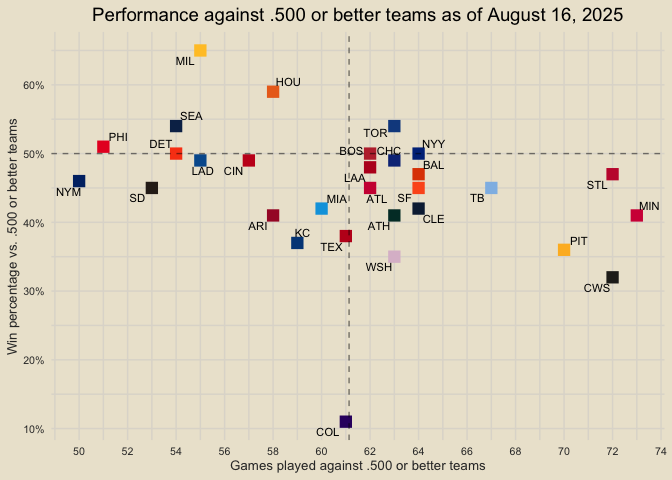 Performance against .500 or better teams as of August 16, 2025
Win percentage vs. .500 or better teams
60%
50%
40%
30%
20%
10%
MIL
HOU
SEA
TOR
PHI
DET
BOS
CHC
NYY
LAD
CIN
LAA
BAL
NYM
SD
ATL
SF
TB
STL
MIA
CLE
ARI
ATH
MIN
KC
TEX
PIT
WSH
CWS
COL
50 52 54 56 58 60 62 64 66 68 70 72 74
Games played against .500 or better teams